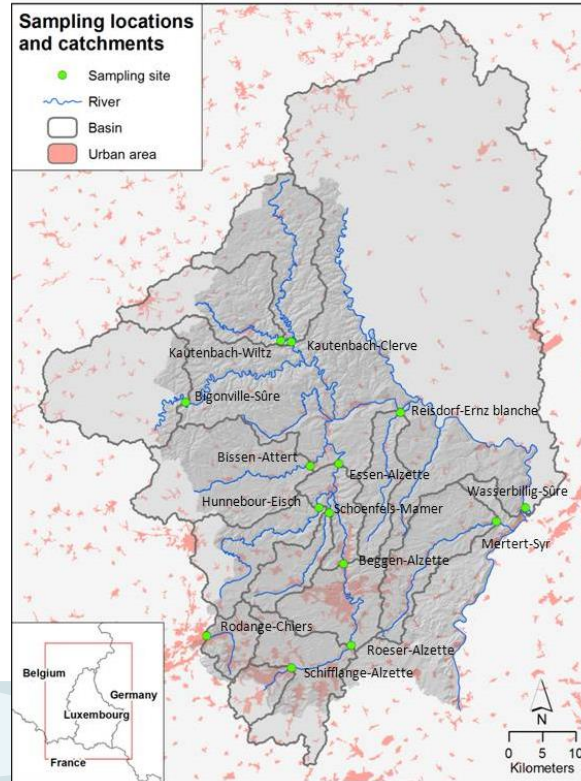 Sampling locations
and catchments
Sampling site
River
Basin
Urban area
Kautenbach-Wiltz
Kautenbach-Clerve
Bigonville-Sûre
Reisdorf-Ernz blanche
Bissen-Attert
Essen-Alzette
Hunnebour-Eisch
Schoenfels-Mamer
Wasserbillig-Sûre
Mertert-Syr
Beggen-Alzette
Rodange-Chiers
Roeser-Alzette
Schifflange-Alzette
Belgium
Germany
Luxembourg
France
N
0 5 10
Kilometers